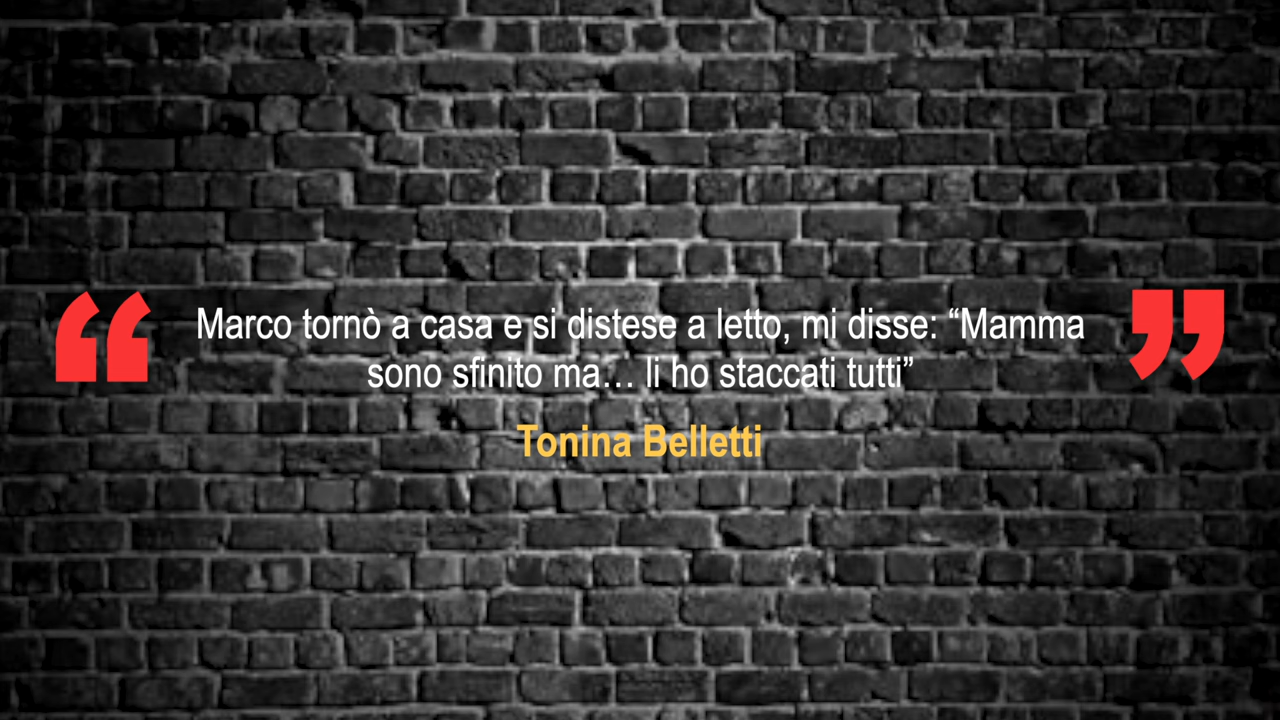 “
Marco tornò a casa e si distese a letto, mi disse: “Mamma
sono sfinito ma… li ho staccati tutti”
”
Tonina Belletti